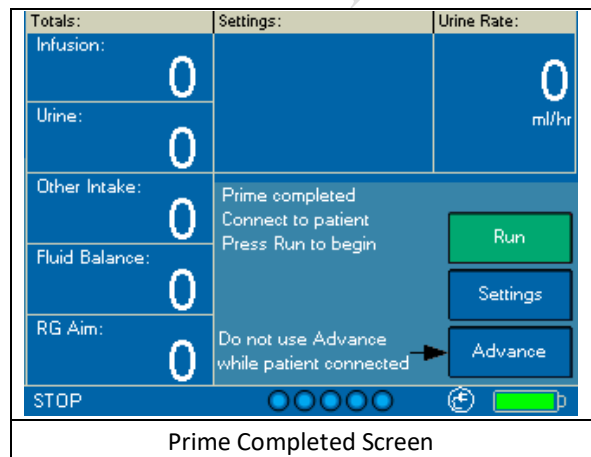 Totals:
Settings:
Urine Rate:
Infusion:
0
0
ml/hr
Urine:
0
Other Intake:
0
Prime completed
Connect to patient
Press Run to begin
Run
Fluid Balance:
0
Settings
RG Aim:
0
Do not use Advance
while patient connected
Advance
STOP
Prime Completed Screen